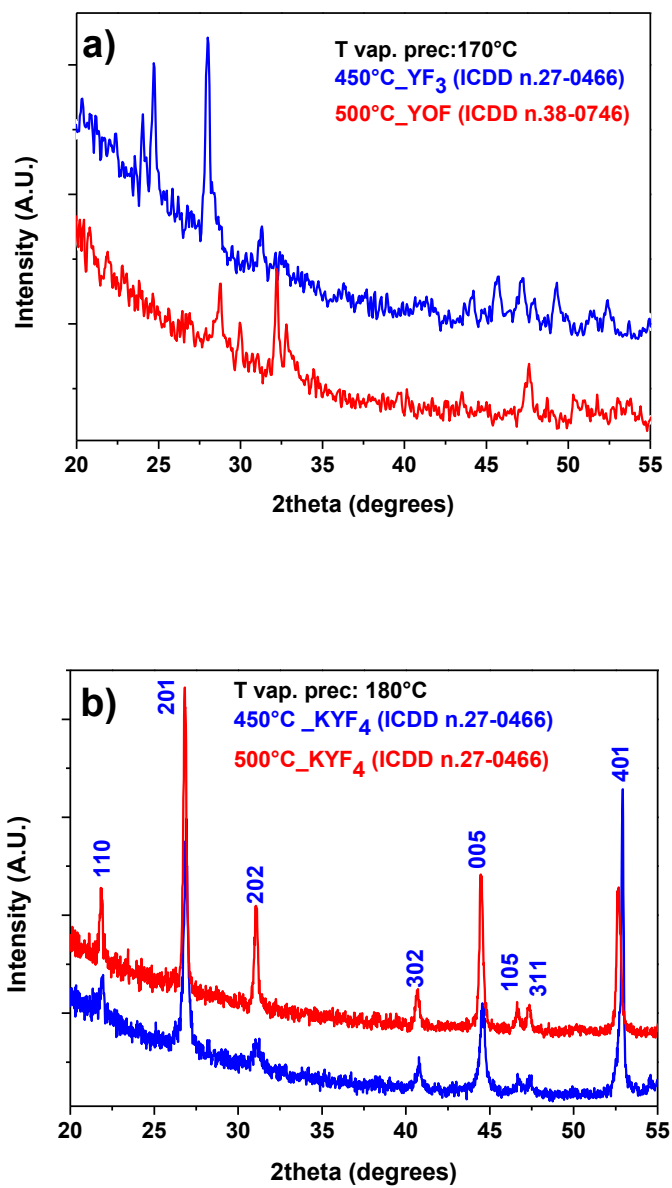 a)
T vap. prec:170°C
450°C_YF3 (ICDD n.27-0466)
500°C_YOF (ICDD n.38-0746)
Intensity (A.U.)
20 25 30 35 40 45 50 55
2theta (degrees)
b)
T vap. prec: 180°C
450°C _KYF4 (ICDD n.27-0466)
500°C_KYF4 (ICDD n.27-0466)
110
201
202
302
005
105
311
401
Intensity (A.U.)
20 25 30 35 40 45 50 55
2theta (degrees)